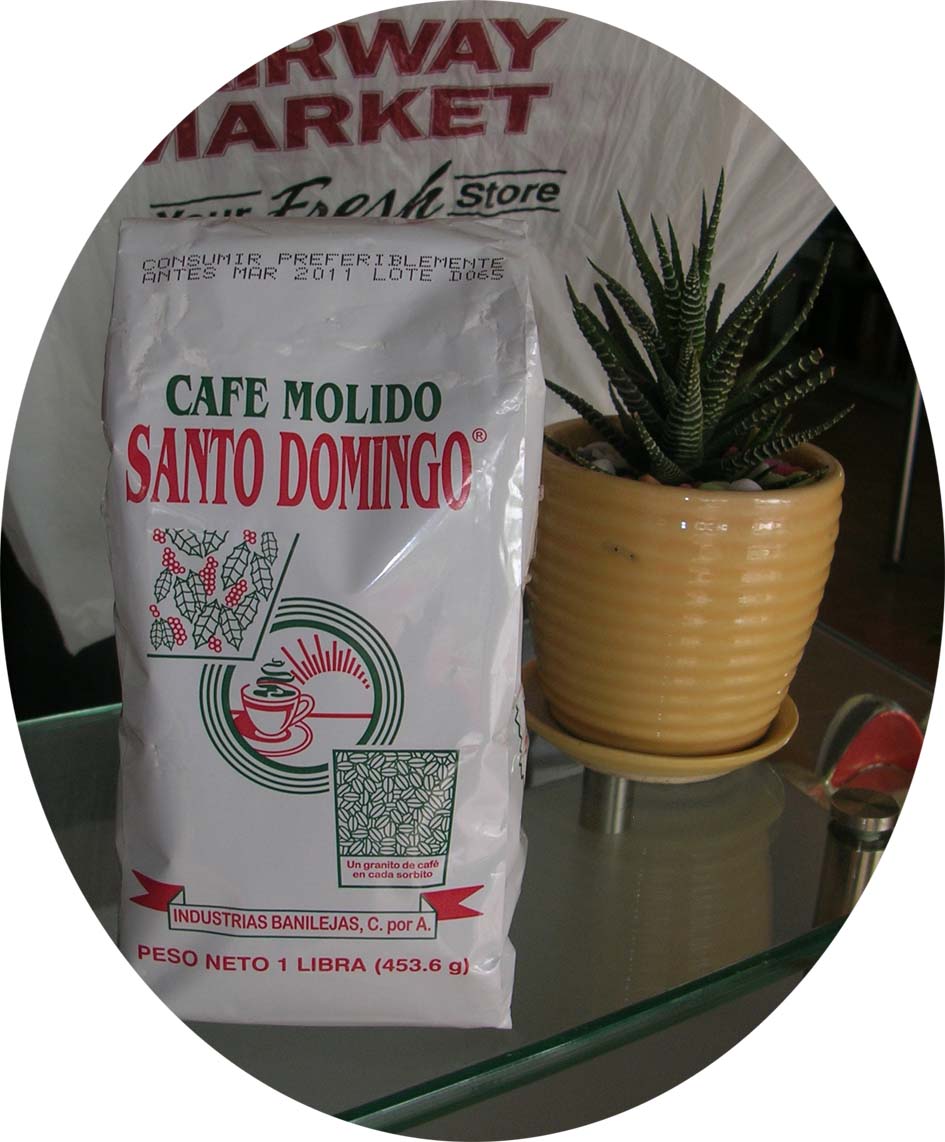 MARKET
Your Fresh Store
CONSUMIR PREFERIBLEMENTE
ANTES MAR 2011 LOTE D065
CAFE MOLIDO
SANTO DOMINGO®
Un granito de café
en cada sorbito
INDUSTRIAS BANILEJAS, C. por A.
PESO NETO 1 LIBRA (453.6 g)